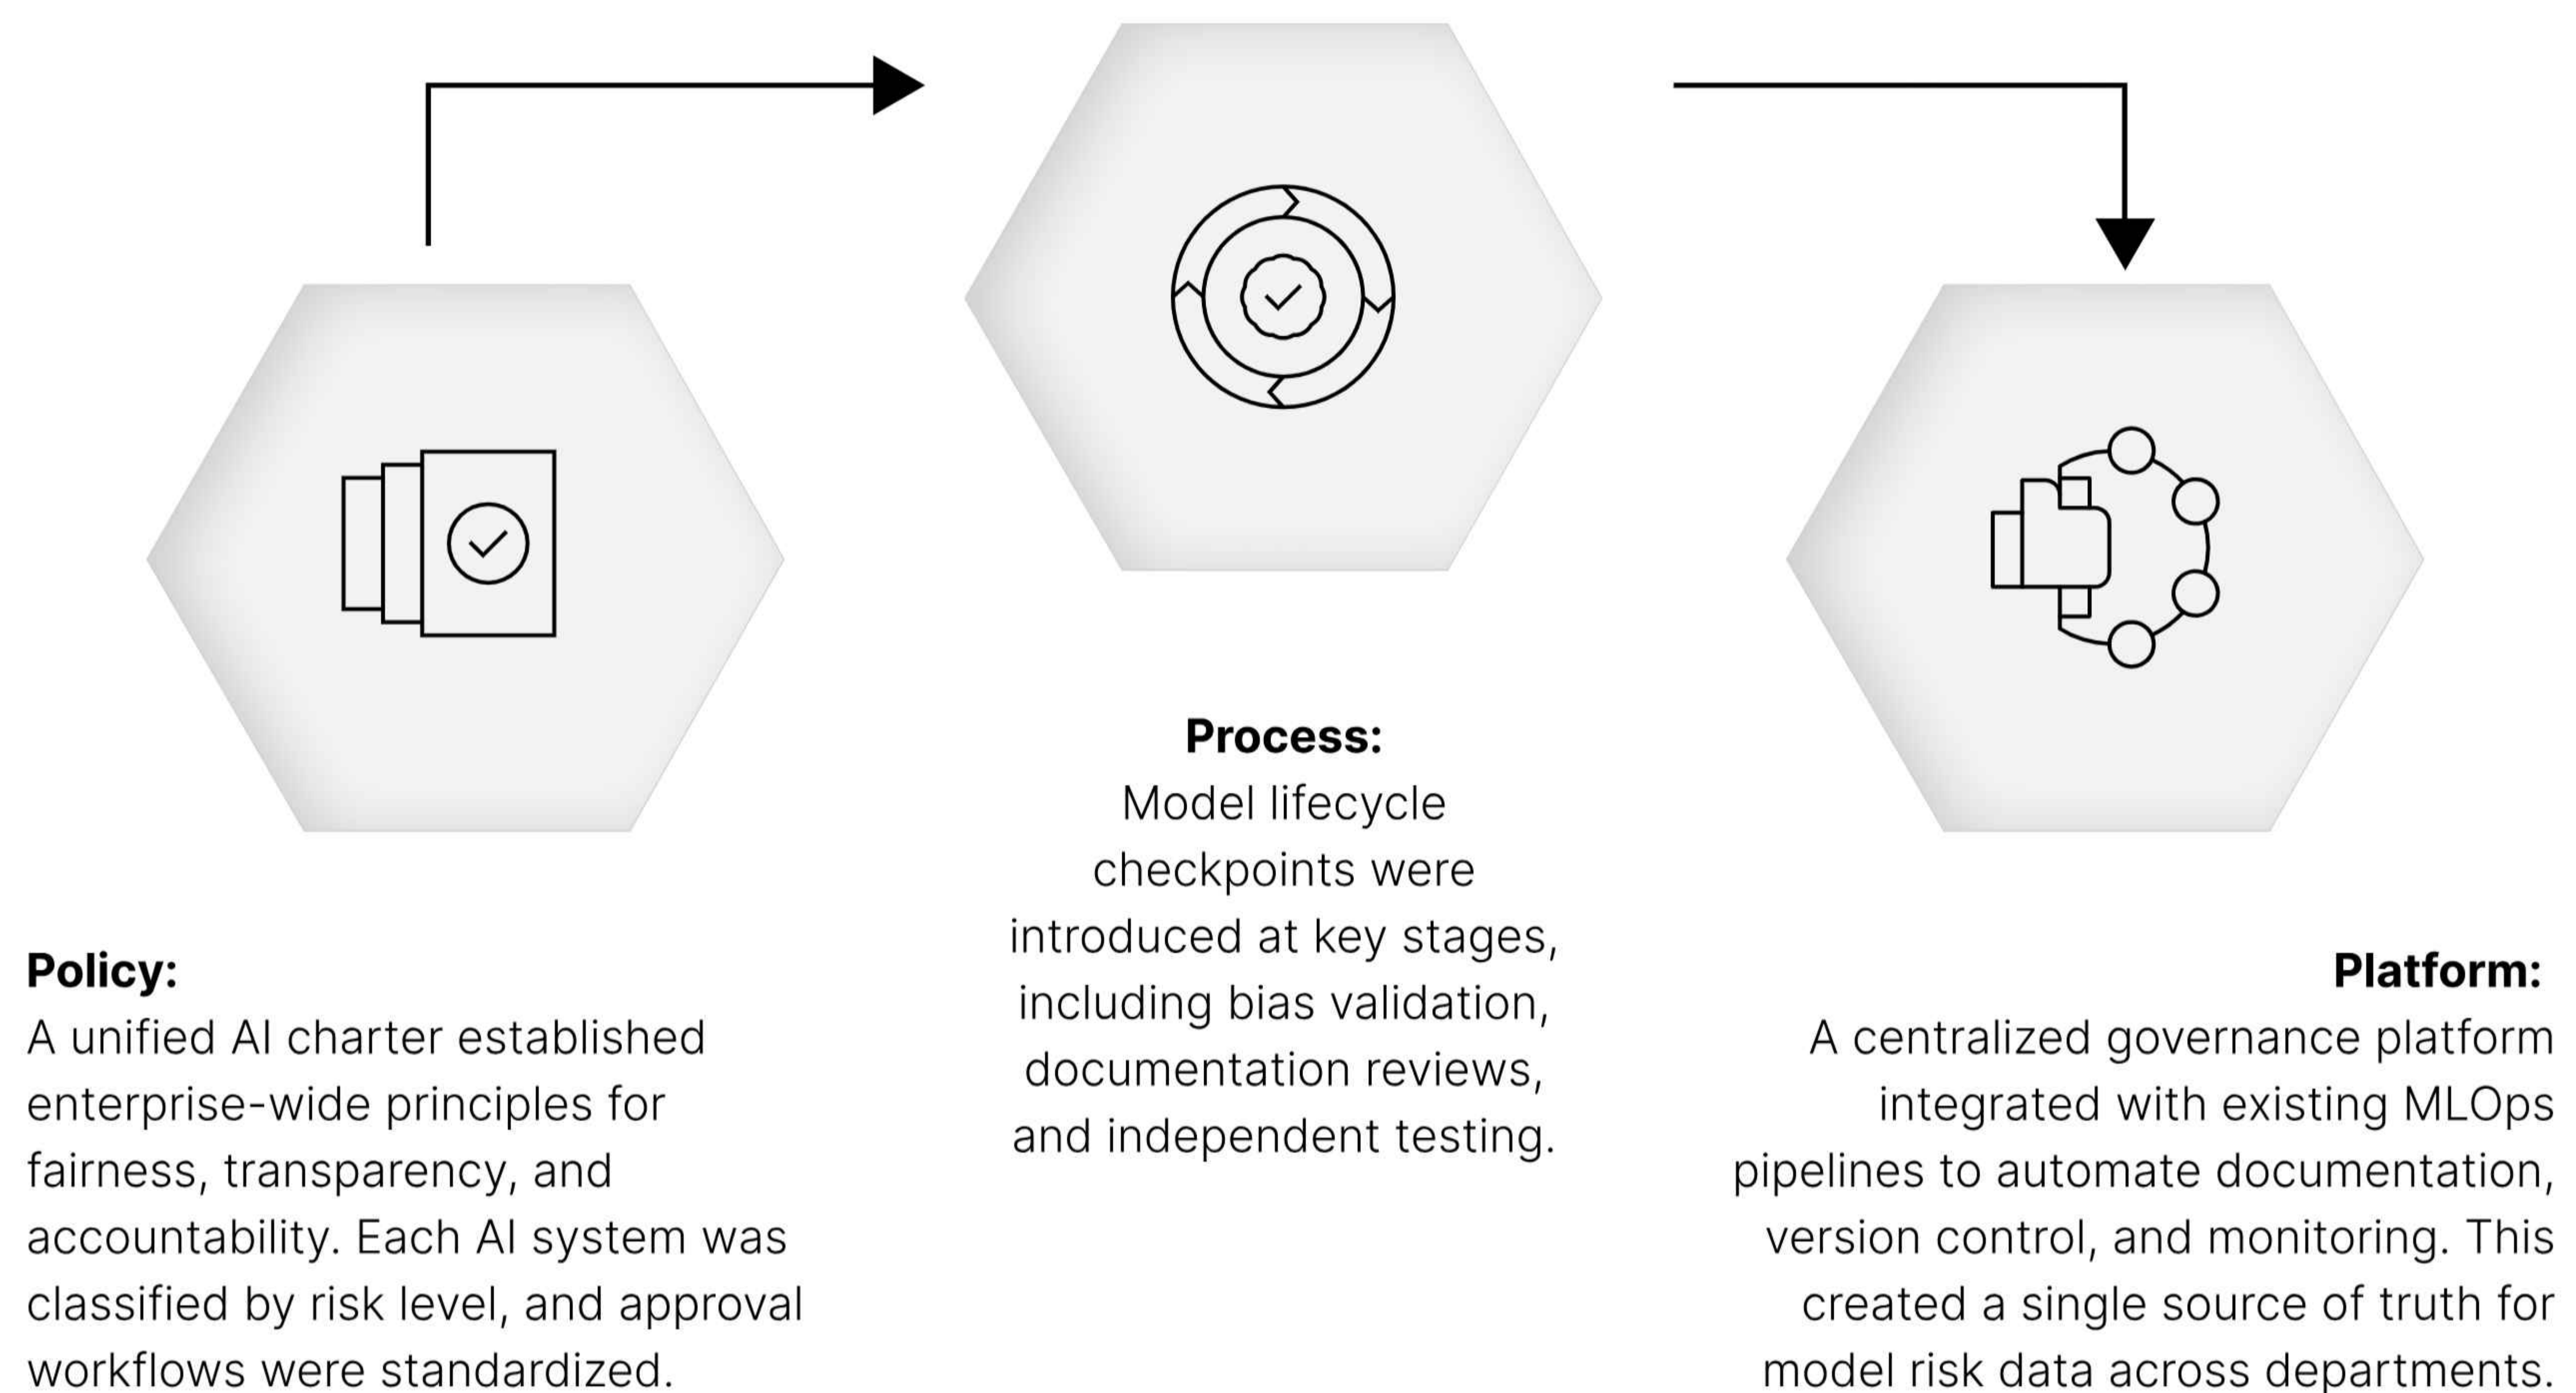 Policy:
A unified AI charter established
enterprise-wide principles for
fairness, transparency, and
accountability. Each AI system was
classified by risk level, and approval
workflows were standardized.
Process:
Model lifecycle
checkpoints were
introduced at key stages,
including bias validation,
documentation reviews,
and independent testing.
Platform:
A centralized governance platform
integrated with existing MLOps
pipelines to automate documentation,
version control, and monitoring. This
created a single source of truth for
model risk data across departments.